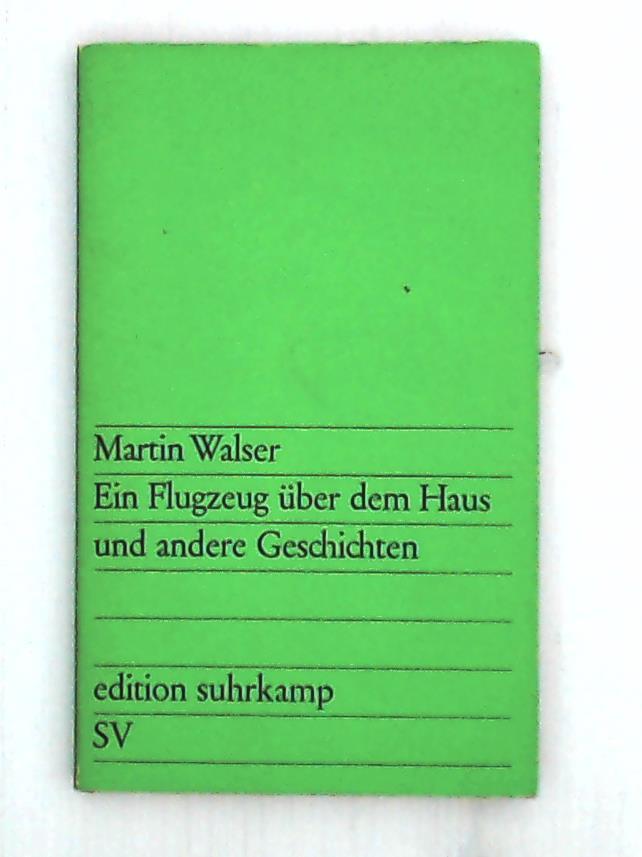 Martin Walser
Ein Flugzeug über dem Haus
und andere Geschichten
edition suhrkamp
SV